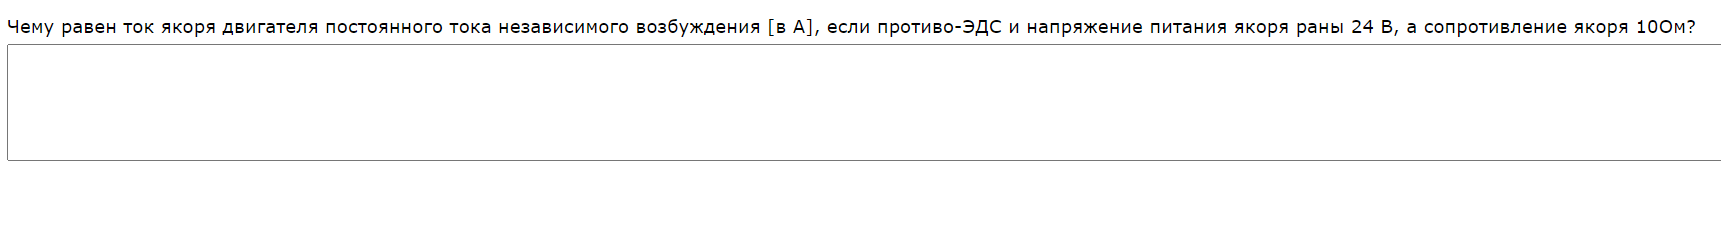 Чему равен ток якоря двигателя постоянного тока независимого возбуждения [в А], если противо-ЭДС и напряжение питания якоря раны 24 В, а сопротивление якоря 10Ом?